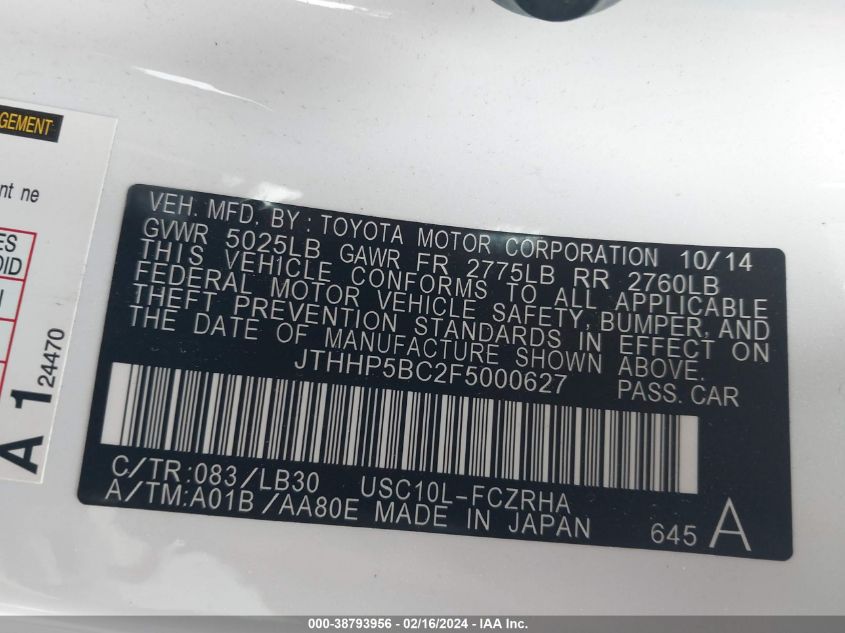 GEMENT
nt ne
ES
OID
A 1 24470
VEH. MFD. BY : TOYOTA MOTOR CORPORATION 10/14
GVWR 5025LB GAWR FR 2775LB RR 2760LB
THIS VEHICLE CONFORMS TO ALL APPLICABLE
FEDERAL MOTOR VEHICLE SAFETY, BUMPER, AND
THEFT PREVENTION STANDARDS IN EFFECT ON
THE DATE OF MANUFACTURE SHOWN ABOVE.
JTHHP5BC2F5000627 PASS. CAR
C/TR:083/LB30 USC10L-FCZRHA
A/TM:A01B /AA80E MADE IN JAPAN 645 A
000-38793956 - 02/16/2024 - IAA Inc.